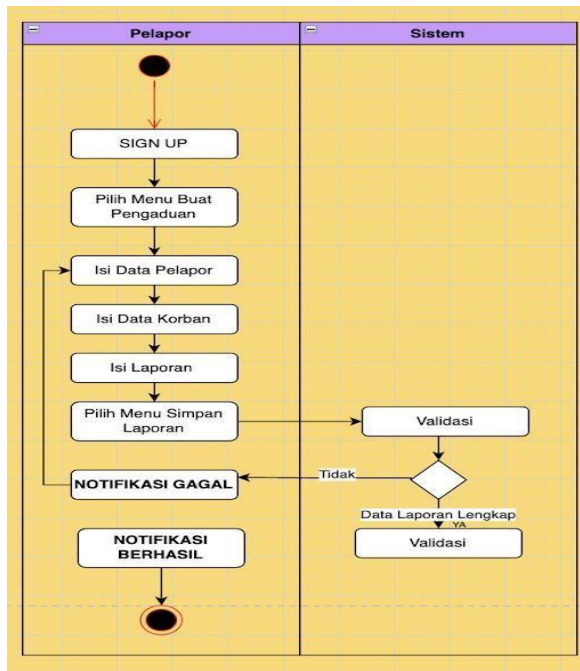 Pelapor
Sistem
SIGN UP
Pilih Menu Buat
Pengaduan
Isi Data Pelapor
Isi Data Korban
Isi Laporan
Pilih Menu Simpan
Laporan
Validasi
Tidak
NOTIFIKASI GAGAL
Data Laporan Lengkap
YA
Validasi
NOTIFIKASI
BERHASIL